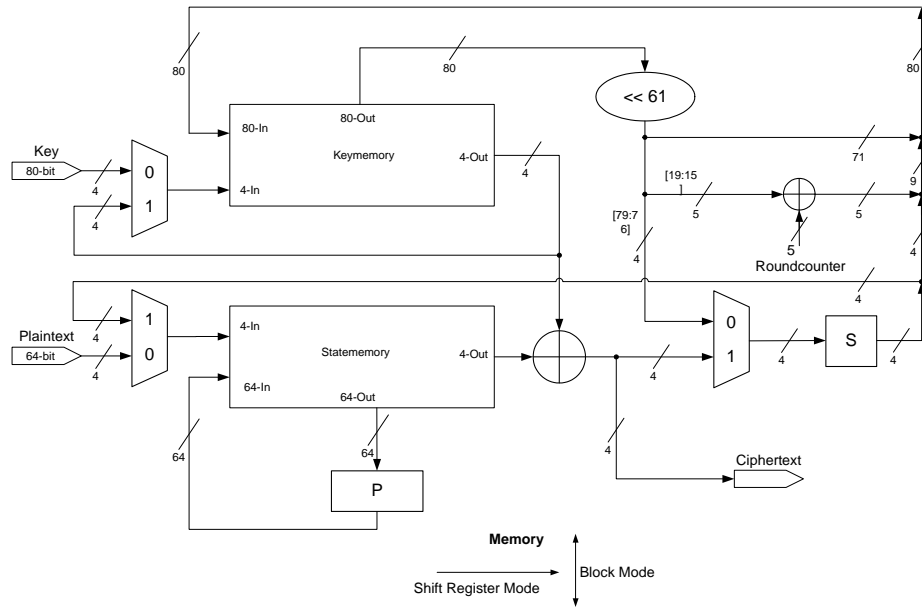 80
80
80
<< 61
80-In
80-Out
Keymemory
4-Out
4-In
Key
80-bit
4
0
1
4
4
71
9
[19:15
]
5
5
5
Roundcounter
[79:7
6]
4
4
4
Plaintext
64-bit
4
1
0
4
4-In
Statememory
4-Out
64-In
64-Out
0
1
4
S
4
4
64
64
4
P
Ciphertext
Memory
Shift Register Mode
Block Mode